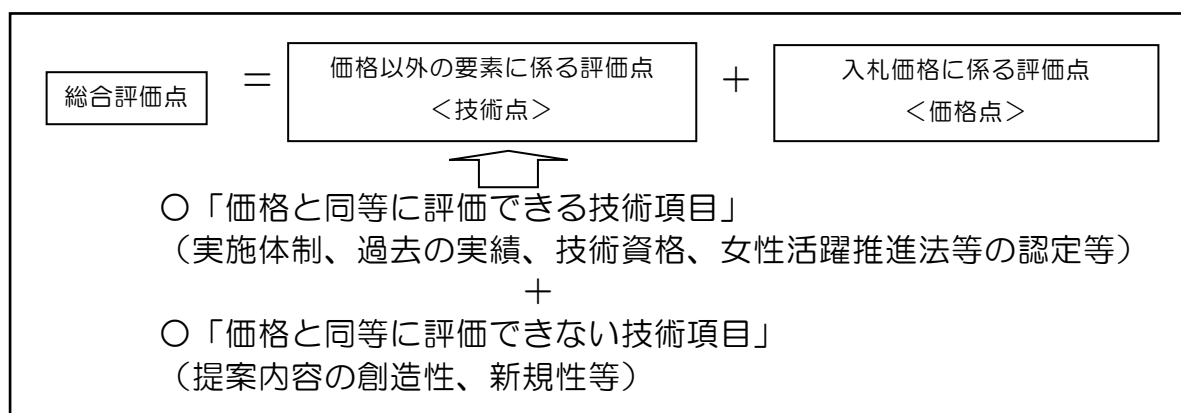 総合評価点 ＝ 価格以外の要素に係る評価点 ＋ 入札価格に係る評価点
＜技術点＞ ＜価格点＞
○「価格と同等に評価できる技術項目」
（実施体制、過去の実績、技術資格、女性活躍推進法等の認定等）
＋
○「価格と同等に評価できない技術項目」
（提案内容の創造性、新規性等）